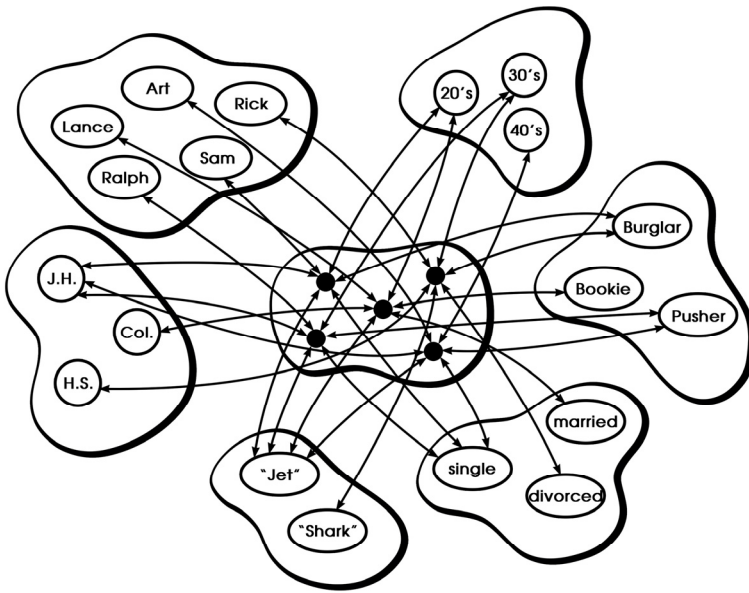 Art
Rick
Lance
Sam
Ralph
20's
30's
40's
Burglar
Bookie
Pusher
J.H.
Col.
H.S.
"Jet"
"Shark"
married
single
divorced